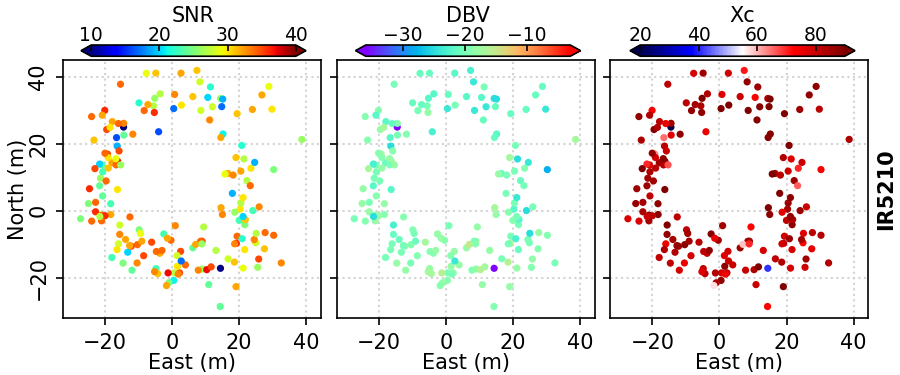 SNR DBV Xc
10 20 30 40 −30 −20 −10 20 40 60 80
40
20
0
−20
North (m)
IR5210
−20 0 20 40 −20 0 20 40 −20 0 20 40
East (m) East (m) East (m)